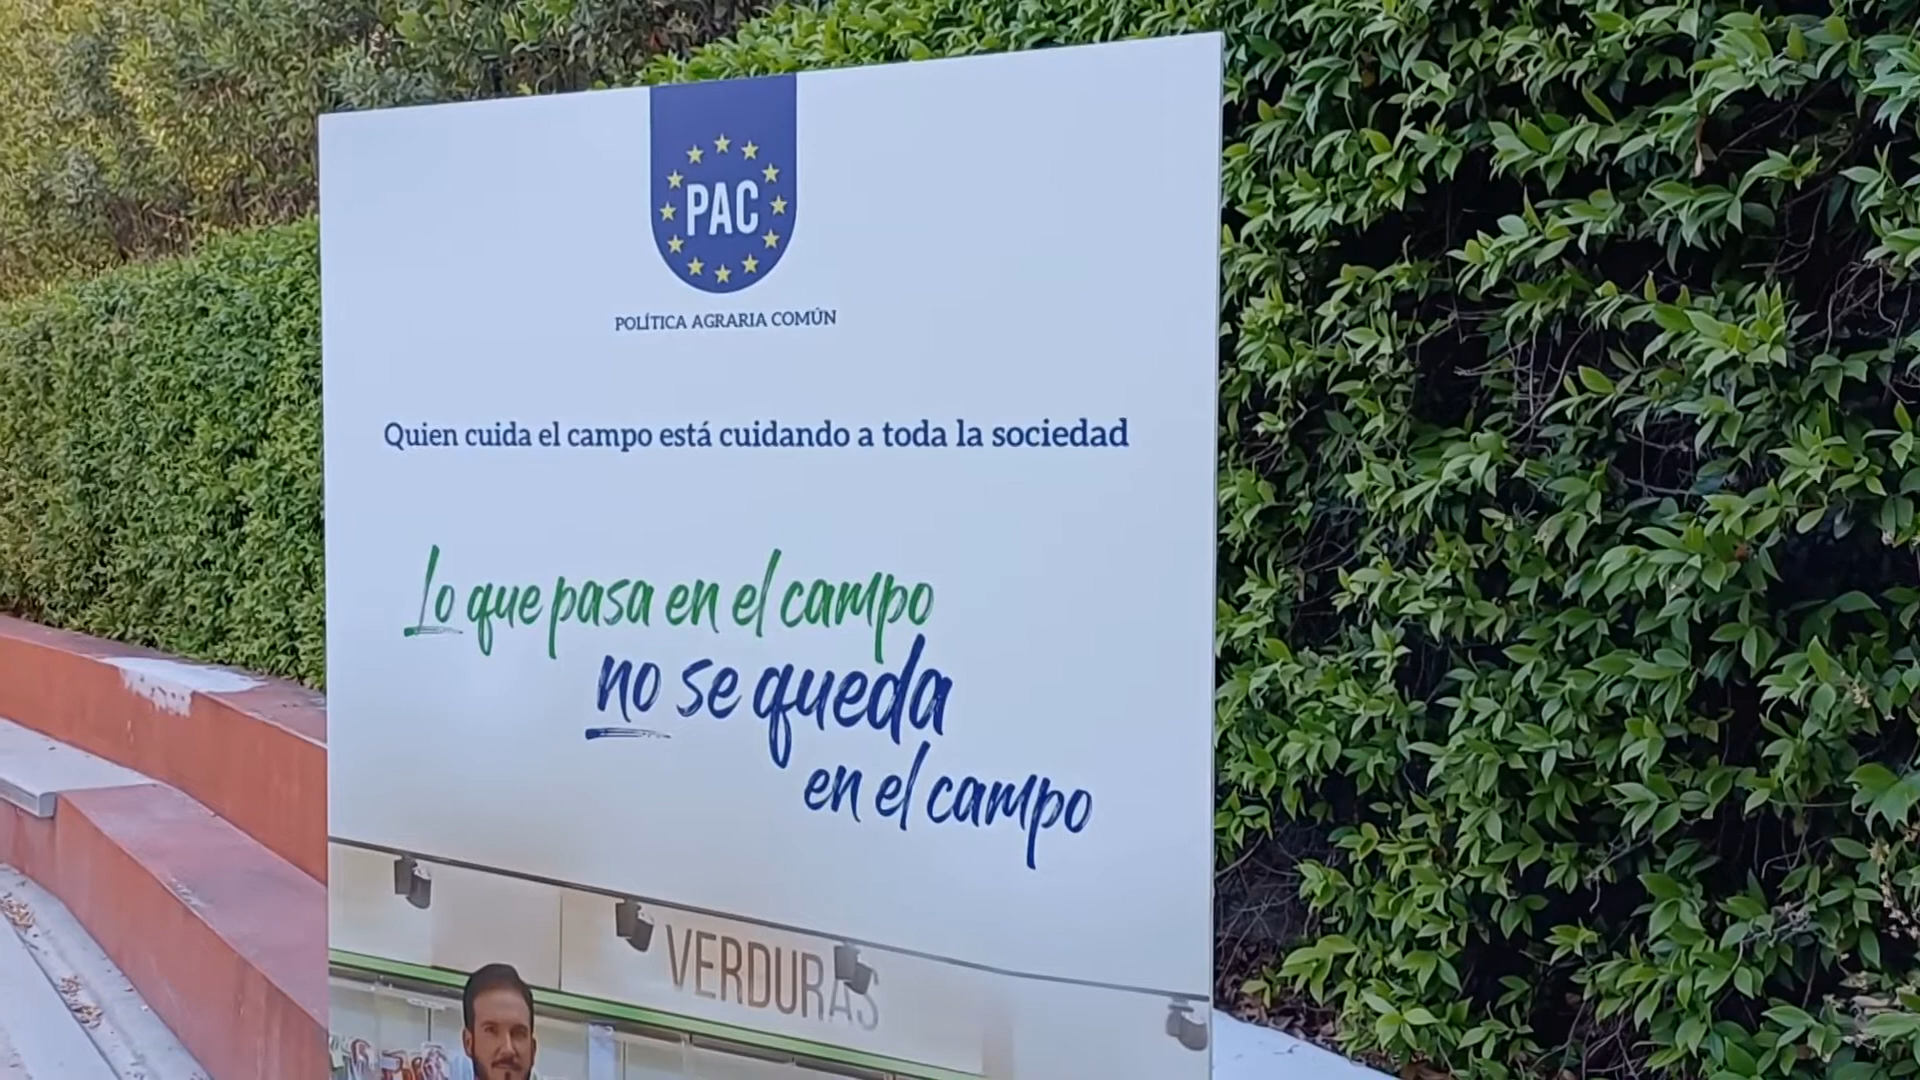 PAC
POLÍTICA AGRARIA COMÚN
Quien cuida el campo está cuidando a toda la sociedad
Lo que pasa en el campo
no se queda
en el campo
VERDURAS